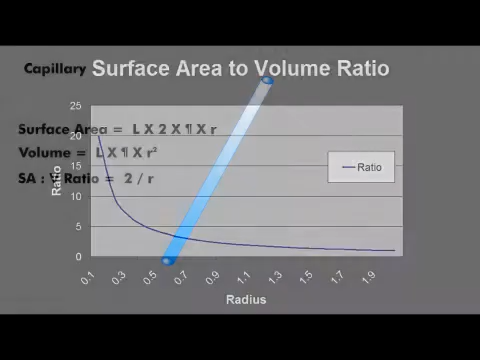 Capillary
Surface Area to Volume Ratio
Surface Area = L X 2 X ¶ X r
Volume = L X ¶ X r²
SA : V Ratio = 2 / r
Ratio
25
20
15
10
5
0
0.1
0.3
0.5
0.7
0.9
1.1
1.3
1.5
1.7
1.9
Radius
Ratio